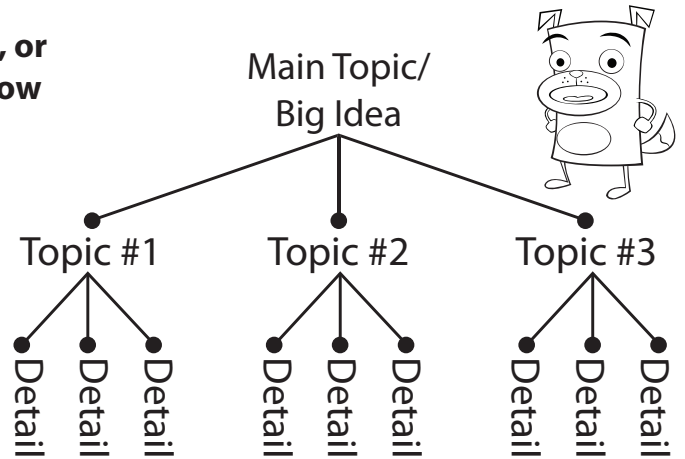 , or
ow
Main Topic/
Big Idea
Topic #1
Topic #2
Topic #3
Detail
Detail
Detail
Detail
Detail
Detail
Detail
Detail
Detail